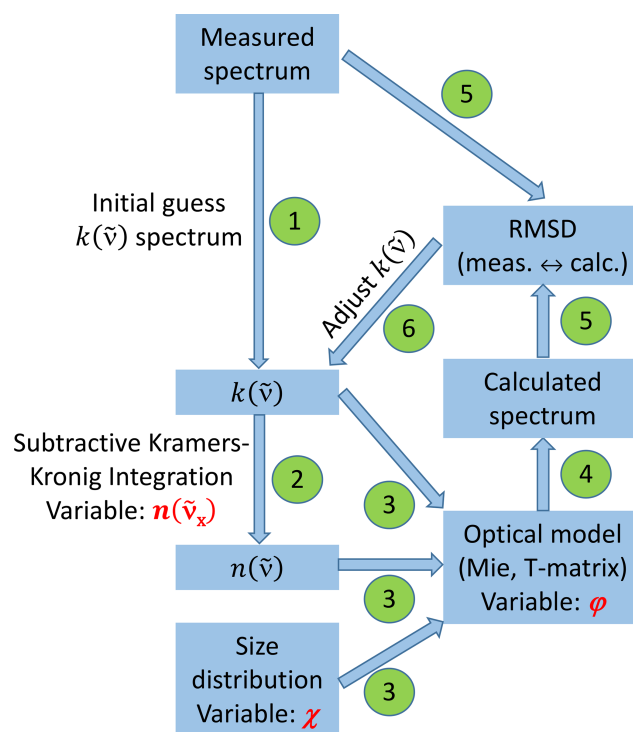 Measured
spectrum
5
Initial guess
k(ν̃) spectrum
1
RMSD
(meas. ↔ calc.)
Adjust k(ν̃)
6
5
k(ν̃)
Calculated
spectrum
Subtractive Kramers-
Kronig Integration
Variable: n(ν̃ₓ)
2
4
3
Optical model
(Mie, T-matrix)
Variable: φ
n(ν̃)
3
Size
distribution
Variable: χ
3